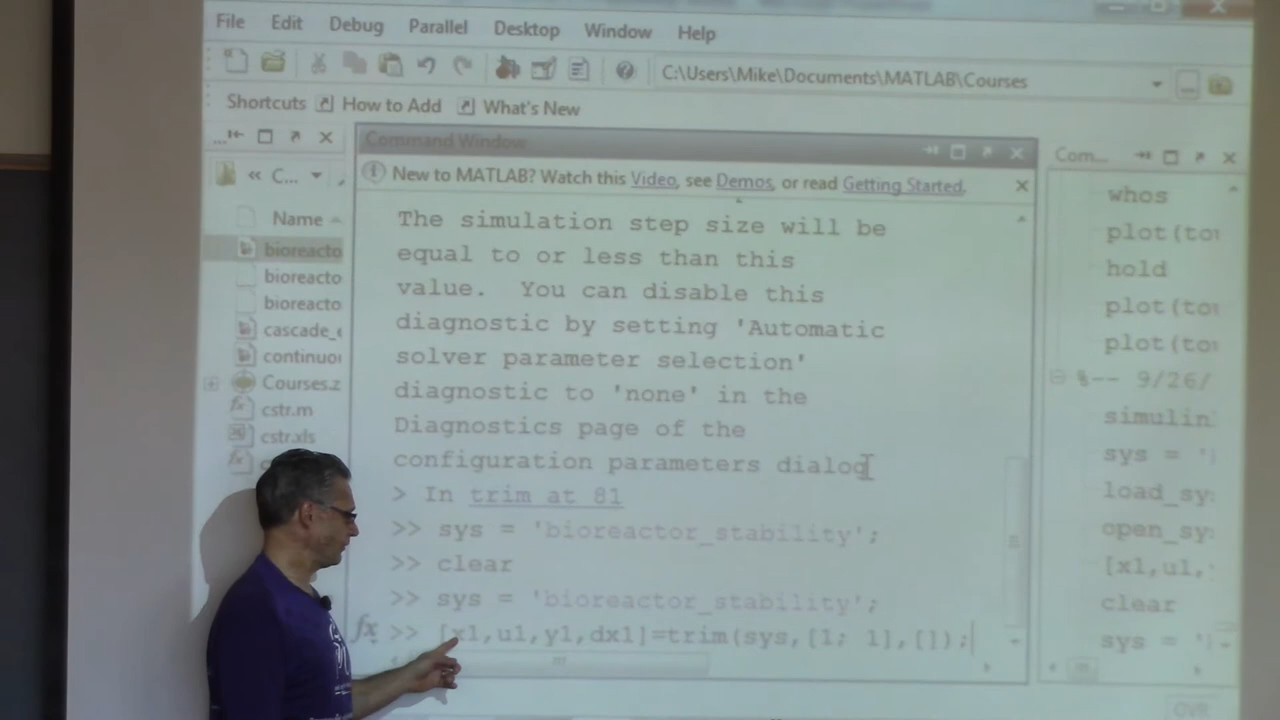 File Edit Debug Parallel Desktop Window Help
C:\Users\Mike\Documents\MATLAB\Courses
Shortcuts How to Add What's New
Command Window
Com...
« C...
New to MATLAB? Watch this Video, see Demos, or read Getting Started.
Name
bioreacto
bioreacto
bioreacto
cascade_
continuo
Courses.z
cstr.m
cstr.xls
The simulation step size will be
equal to or less than this
value. You can disable this
diagnostic by setting 'Automatic
solver parameter selection'
diagnostic to 'none' in the
Diagnostics page of the
configuration parameters dialog
> In trim at 81
>> sys = 'bioreactor_stability';
>> clear
>> sys = 'bioreactor_stability';
fx >> [x1,u1,y1,dx1]=trim(sys,[1; 1],[]);
whos
plot(to
hold
plot(to
plot(to
%-- 9/26/
simulin
sys = '
load_sy
open_sy
[x1,u1,
clear
sys = '
OVR